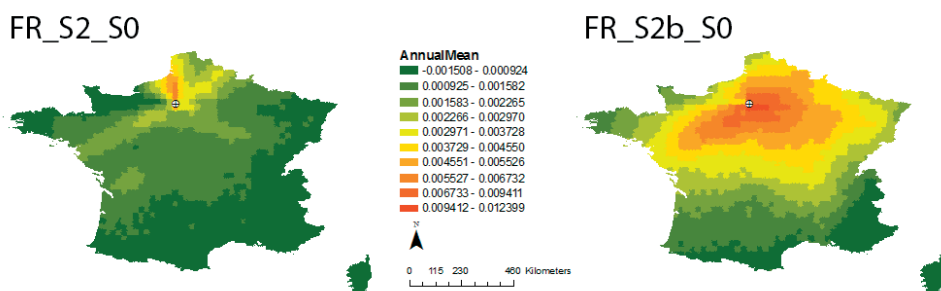 FR_S2_S0
FR_S2b_S0
AnnualMean
-0.001508 - 0.000924
0.000925 - 0.001582
0.001583 - 0.002265
0.002266 - 0.002970
0.002971 - 0.003728
0.003729 - 0.004550
0.004551 - 0.005526
0.005527 - 0.006732
0.006733 - 0.009411
0.009412 - 0.012399
N
0 115 230 460 Kilometers